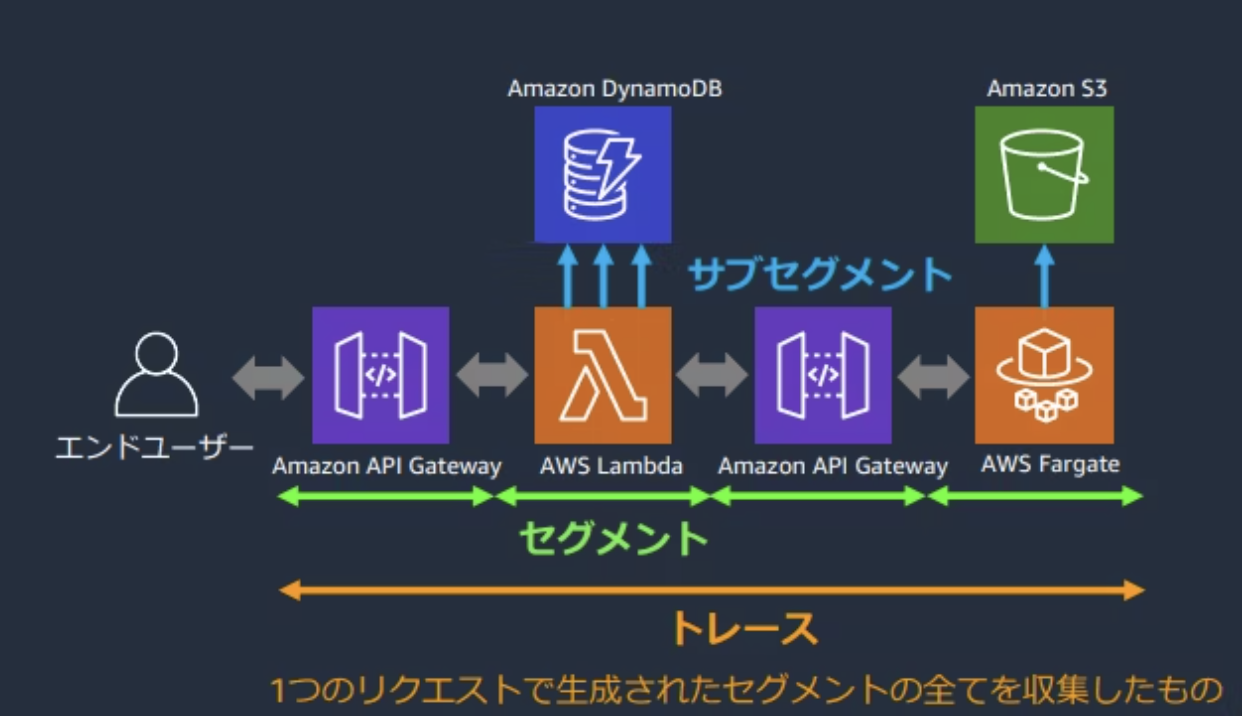 Amazon DynamoDB
Amazon S3
サブセグメント
</>
</>
エンドユーザー
Amazon API Gateway
AWS Lambda
Amazon API Gateway
AWS Fargate
セグメント
トレース
1つのリクエストで生成されたセグメントの全てを収集したもの